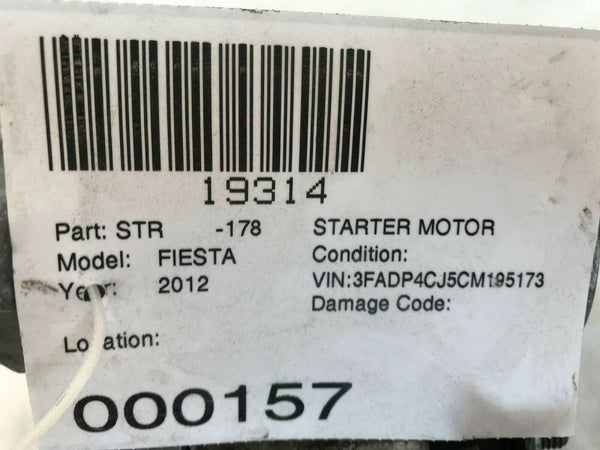 19314
Part: STR -178 STARTER MOTOR
Model: FIESTA Condition:
Year: 2012 VIN:3FADP4CJ5CM195173
Damage Code:
Location:
000157